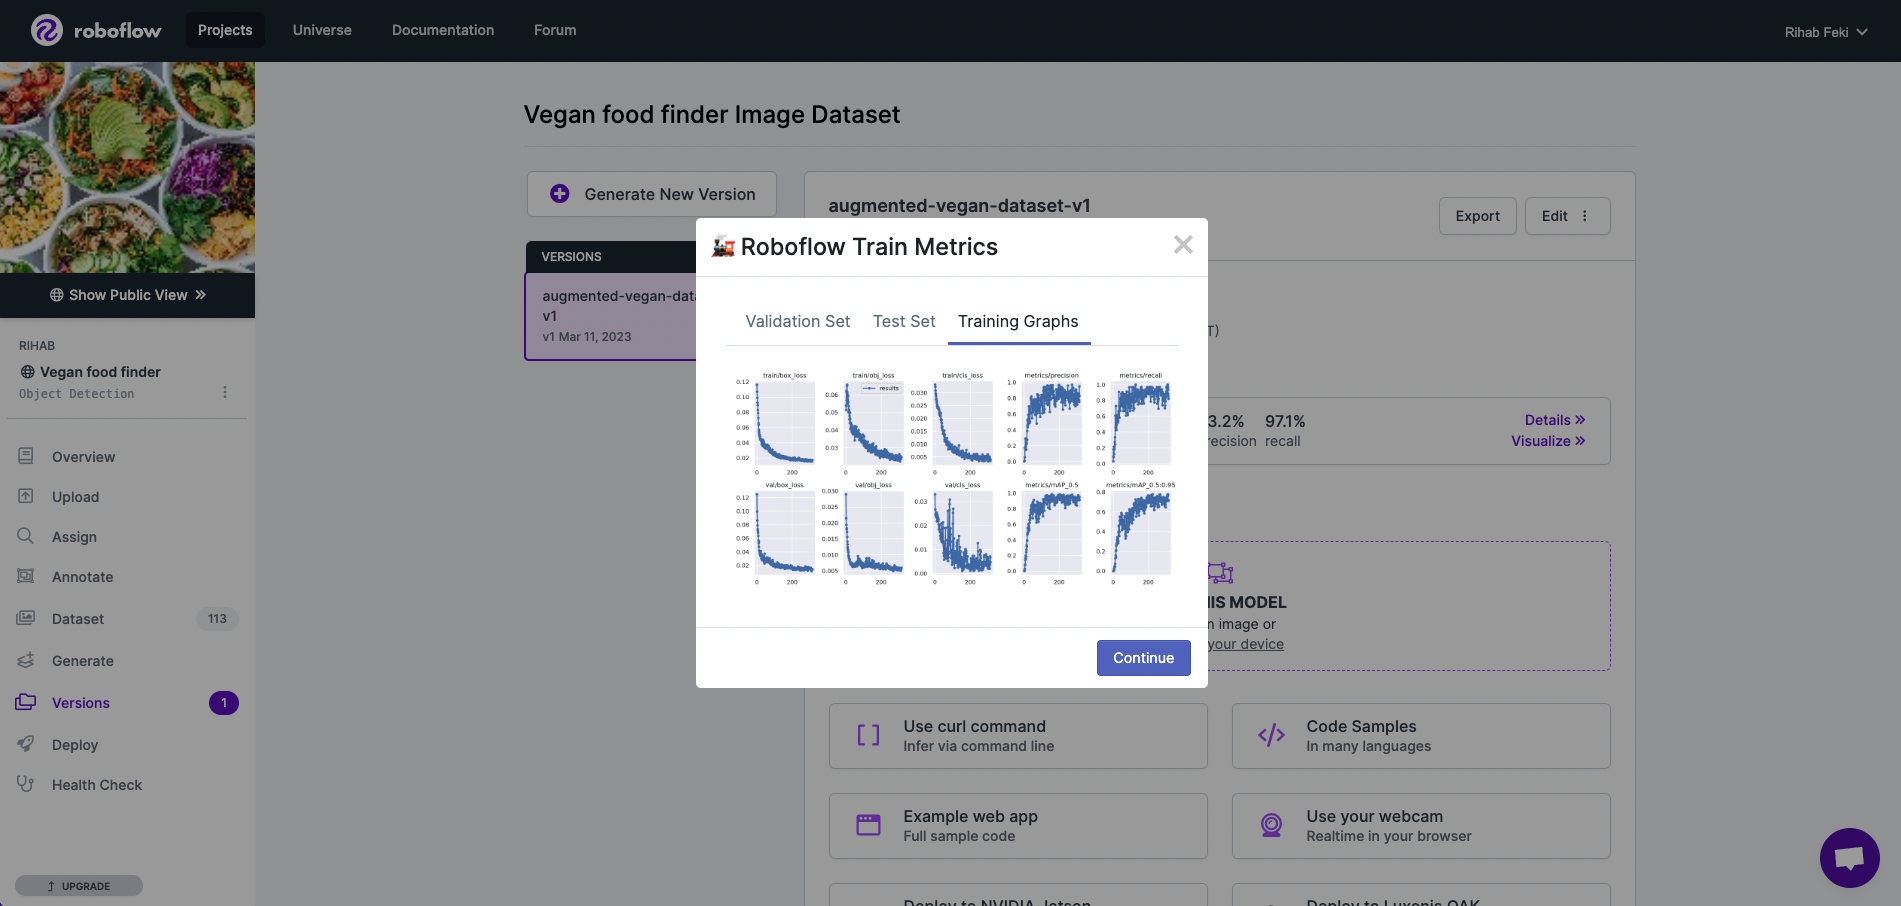 roboflow
Projects
Universe
Documentation
Forum
Rihab Feki
Show Public View »
RIHAB
Vegan food finder
Object Detection
Overview
Upload
Assign
Annotate
Dataset 113
Generate
Versions 1
Deploy
Health Check
UPGRADE
Vegan food finder Image Dataset
Generate New Version
VERSIONS
augmented-vegan-data
v1
v1 Mar 11, 2023
augmented-vegan-dataset-v1
Export
Edit
T)
3.2% 97.1%
recision recall
Details »
Visualize »
IS MODEL
n image or
your device
Roboflow Train Metrics
Validation Set Test Set Training Graphs
train/box_loss train/obj_loss train/cls_loss metrics/precision metrics/recall
results
0.12 0.10 0.08 0.06 0.04 0.02
0.06 0.05 0.04 0.03
0.030 0.025 0.020 0.015 0.010 0.005
1.0 0.8 0.6 0.4 0.2 0.0
1.0 0.8 0.6 0.4 0.2 0.0
0 200 0 200 0 200 0 200 0 200
val/box_loss val/obj_loss val/cls_loss metrics/mAP_0.5 metrics/mAP_0.5:0.95
0.12 0.10 0.08 0.06 0.04 0.02
0.030 0.025 0.020 0.015 0.010 0.005
0.03 0.02 0.01 0.00
1.0 0.8 0.6 0.4 0.2 0.0
0.8 0.6 0.4 0.2 0.0
0 200 0 200 0 200 0 200 0 200
Continue
Use curl command
Infer via command line
Code Samples
In many languages
Example web app
Full sample code
Use your webcam
Realtime in your browser
Deploy to NVIDIA Jetson
Deploy to Luxonis OAK